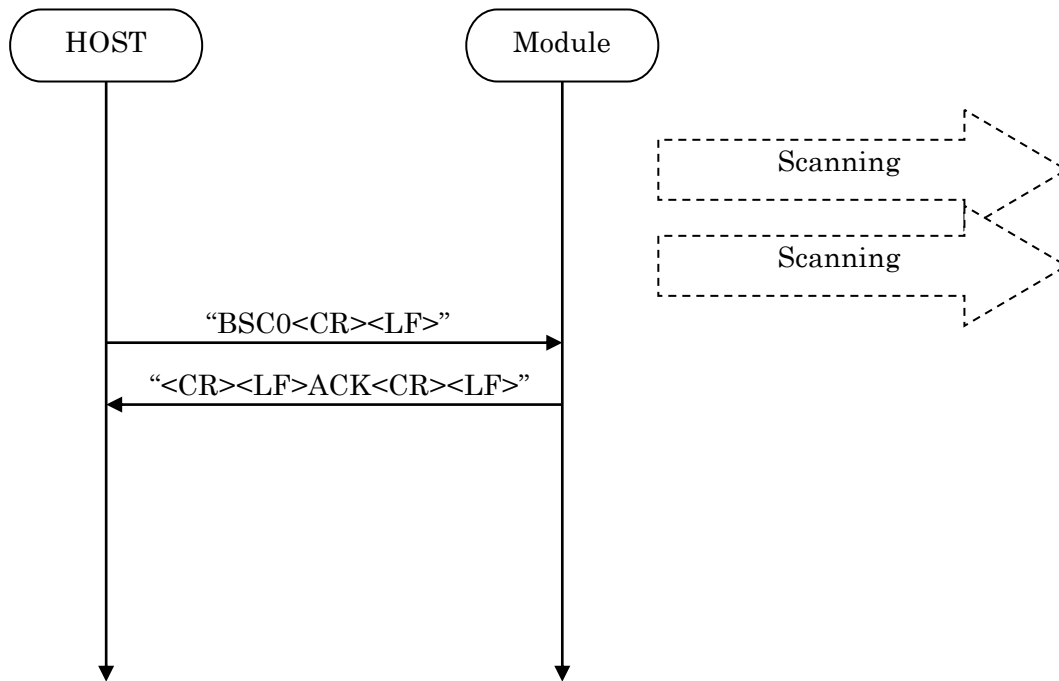 HOST
Module
Scanning
Scanning
“BSC0<CR><LF>”
“<CR><LF>ACK<CR><LF>”